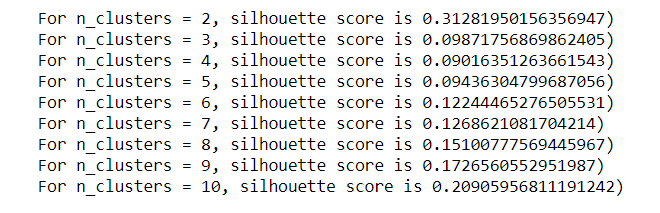 For n_clusters = 2, silhouette score is 0.31281950156356947)
For n_clusters = 3, silhouette score is 0.09871756869862405)
For n_clusters = 4, silhouette score is 0.09016351263661543)
For n_clusters = 5, silhouette score is 0.09436304799687056)
For n_clusters = 6, silhouette score is 0.12244465276505531)
For n_clusters = 7, silhouette score is 0.1268621081704214)
For n_clusters = 8, silhouette score is 0.15100777569445967)
For n_clusters = 9, silhouette score is 0.1726560552951987)
For n_clusters = 10, silhouette score is 0.20905956811191242)